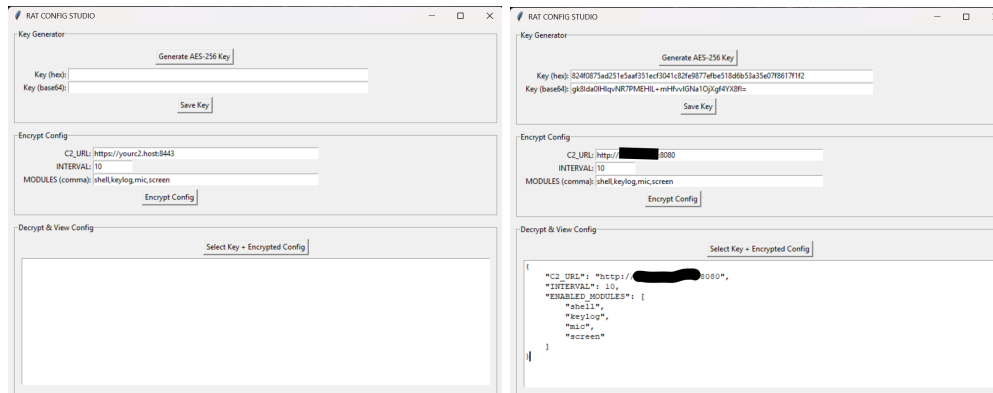 RAT CONFIG STUDIO
Key Generator
Generate AES-256 Key
Key (hex):
Key (base64):
Save Key
Encrypt Config
C2_URL: https://yourc2.host:8443
INTERVAL: 10
MODULES (comma): shell,keylog,mic,screen
Encrypt Config
Decrypt & View Config
Select Key + Encrypted Config
RAT CONFIG STUDIO
Key Generator
Generate AES-256 Key
Key (hex): 824f0875ad251e5aaf351ecf3041c82fe9877efbe518d6b53a35e07f8617f1f2
Key (base64):
Save Key
Encrypt Config
C2_URL: http:// :8080
INTERVAL: 10
MODULES (comma): shell,keylog,mic,screen
Encrypt Config
Decrypt & View Config
Select Key + Encrypted Config
{
"C2_URL": "http:// 8080",
"INTERVAL": 10,
"ENABLED_MODULES": [
"shell",
"keylog",
"mic",
"screen"
]
}